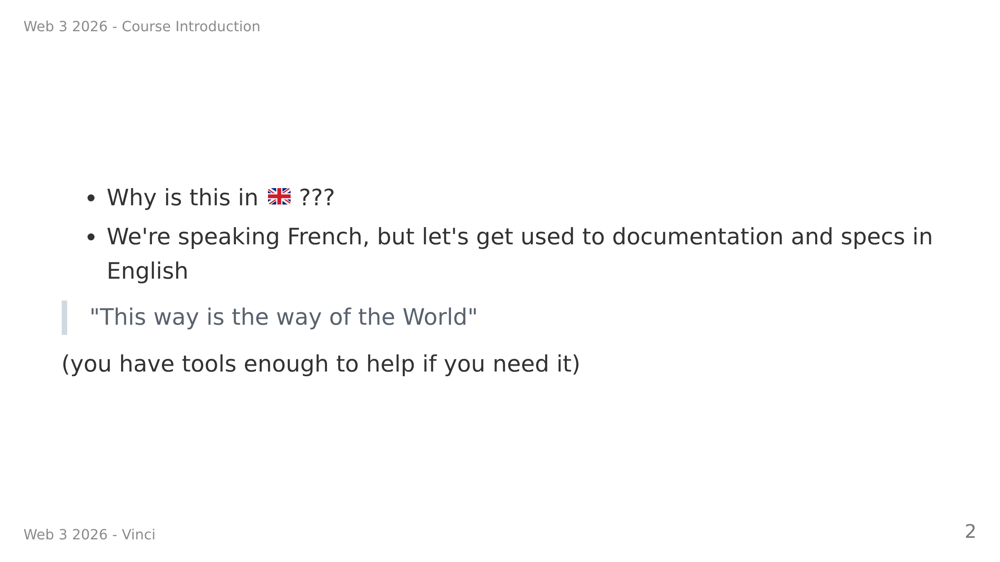 Web 3 2026 - Course Introduction
• Why is this in 🇬🇧 ???
• We're speaking French, but let's get used to documentation and specs in
English
"This way is the way of the World"
(you have tools enough to help if you need it)
Web 3 2026 - Vinci
2